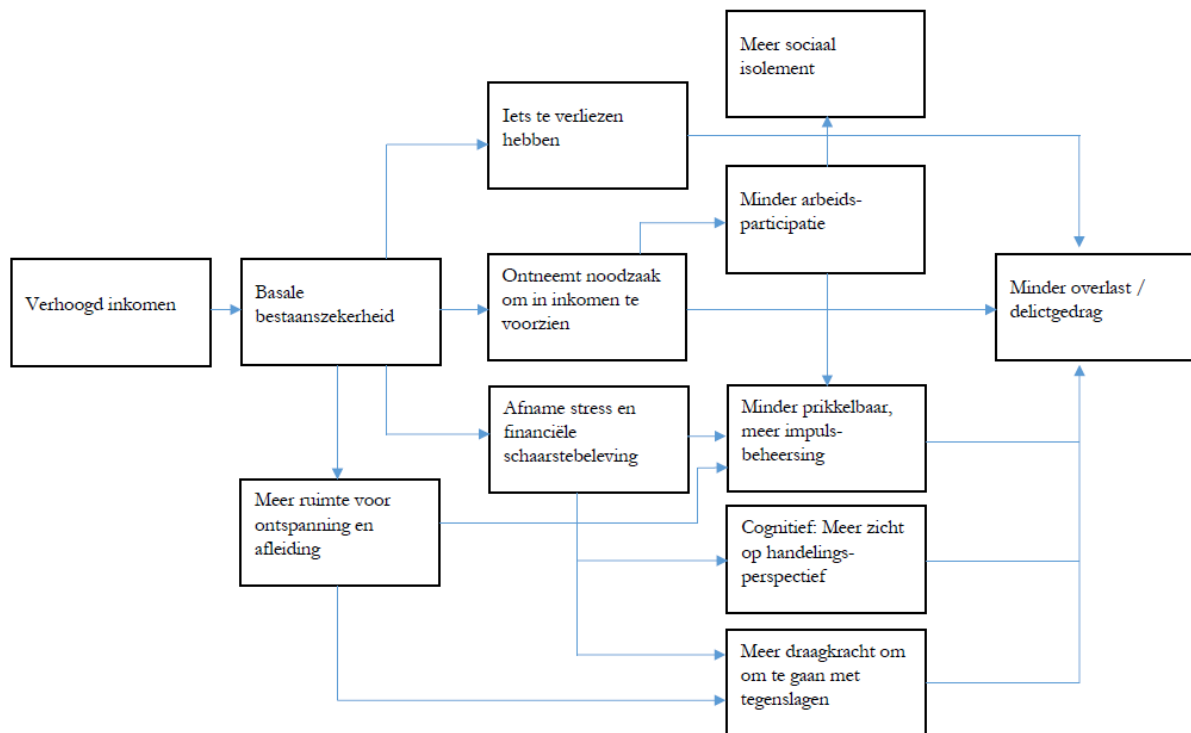 Meer sociaal
isolement
Iets te verliezen
hebben
Minder arbeids-
participatie
Verhoogd inkomen
Basale
bestaanszekerheid
Ontneemt noodzaak
om in inkomen te
voorzien
Minder overlast /
delictgedrag
Afname stress en
financiële
schaarstebeleving
Minder prikkelbaar,
meer impuls-
beheersing
Meer ruimte voor
ontspanning en
afleiding
Cognitief: Meer zicht
op handelings-
perspectief
Meer draagkracht om
om te gaan met
tegenslagen